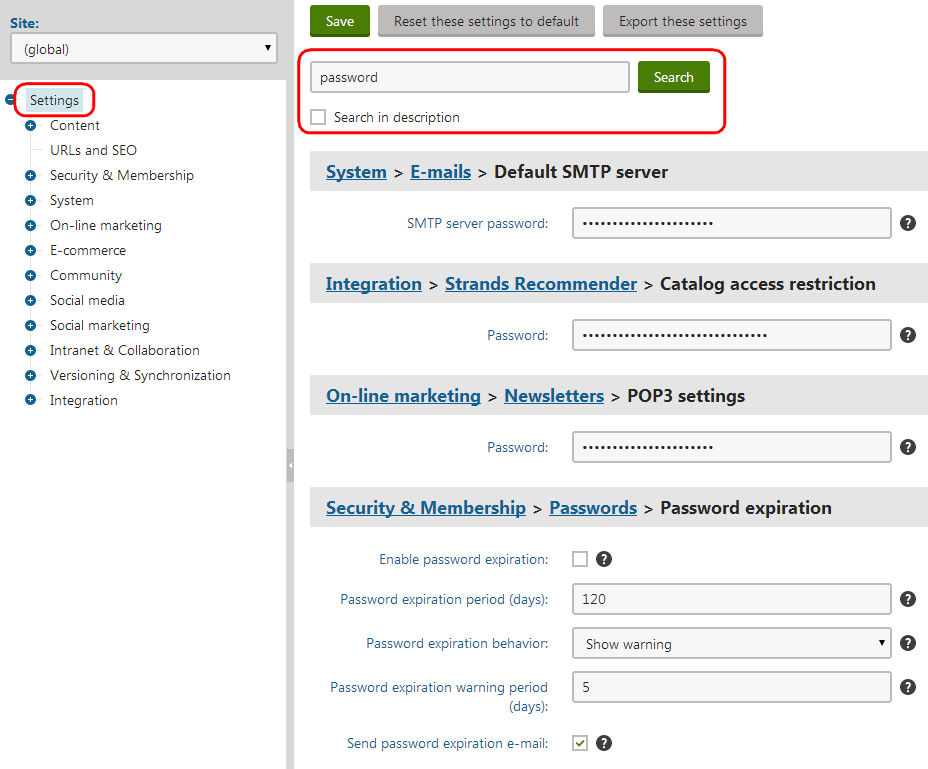 Site:
(global)
Settings
Content
URLs and SEO
Security & Membership
System
On-line marketing
E-commerce
Community
Social media
Social marketing
Intranet & Collaboration
Versioning & Synchronization
Integration
Save Reset these settings to default Export these settings
password Search
Search in description
System > E-mails > Default SMTP server
SMTP server password: •••••••••••••••••••••• ?
Integration > Strands Recommender > Catalog access restriction
Password: ••••••••••••••••••••••••••••••• ?
On-line marketing > Newsletters > POP3 settings
Password: •••••••••••••••••••••• ?
Security & Membership > Passwords > Password expiration
Enable password expiration: ?
Password expiration period (days): 120 ?
Password expiration behavior: Show warning ?
Password expiration warning period
(days): 5 ?
Send password expiration e-mail: ?